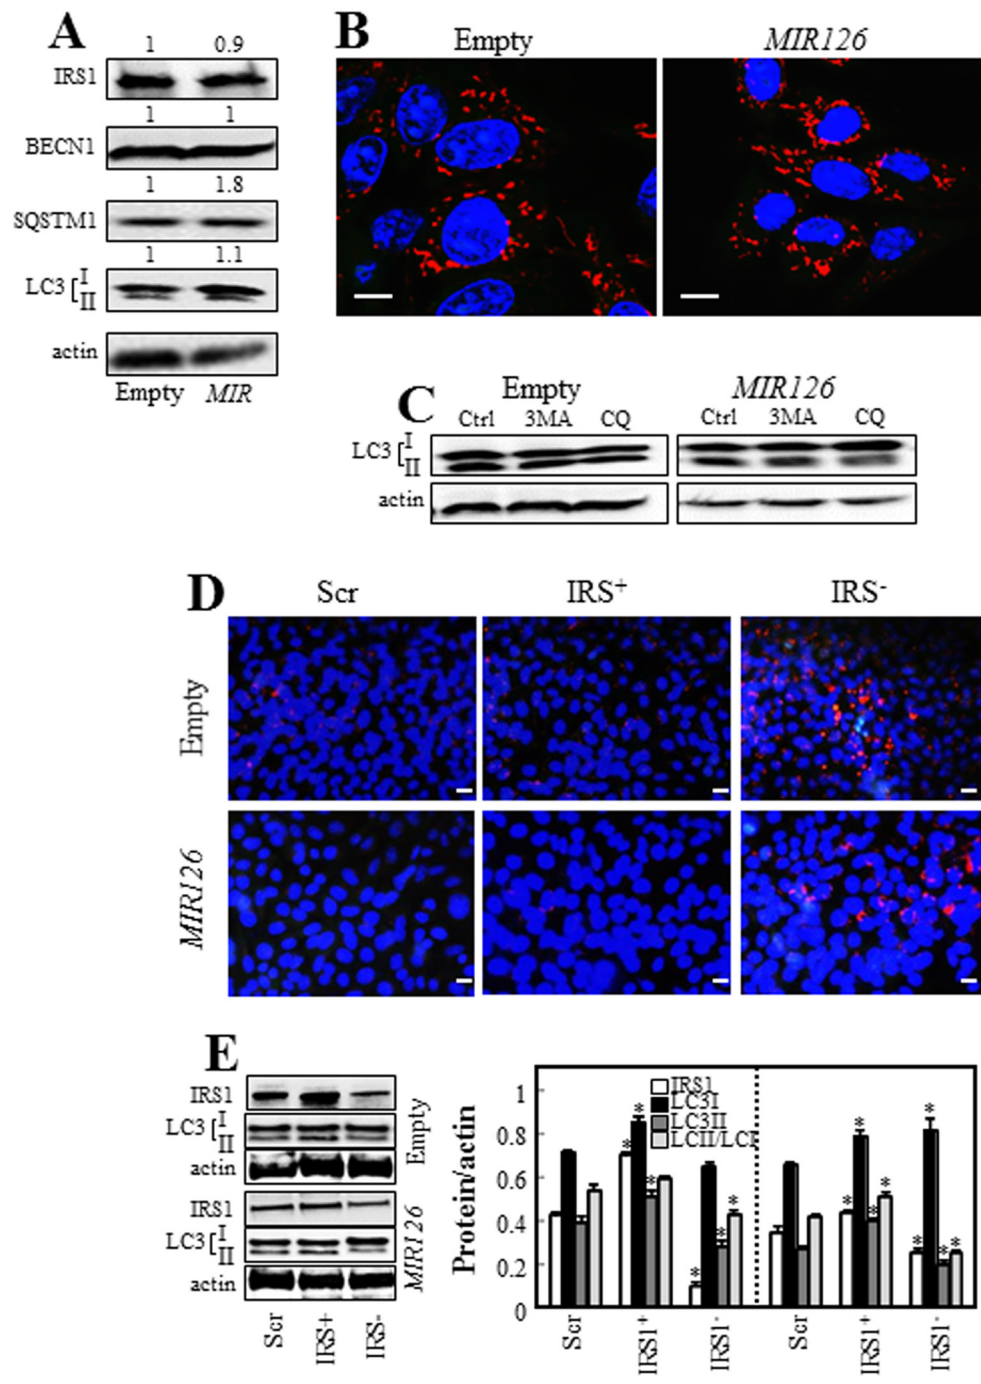 A
1 0.9
IRS1
1 1
BECN1
1 1.8
SQSTM1
1 1.1
LC3 [ I
II
actin
Empty MIR
B
Empty MIR126
C
Empty MIR126
Ctrl 3MA CQ Ctrl 3MA CQ
LC3 [ I
II
actin
D
Scr IRS+ IRS-
Empty
MIR126
E
IRS1
LC3 [ I
II
actin
Empty
IRS1
LC3 [ I
II
actin
MIR126
Scr IRS+ IRS-
Protein/actin
1
0.8
0.6
0.4
0.2
0
IRS1
LC3I
LC3II
LCII/LCI
* * * * * * * * * * * * * * *
Scr IRS1+ IRS1- Scr IRS1+ IRS1-